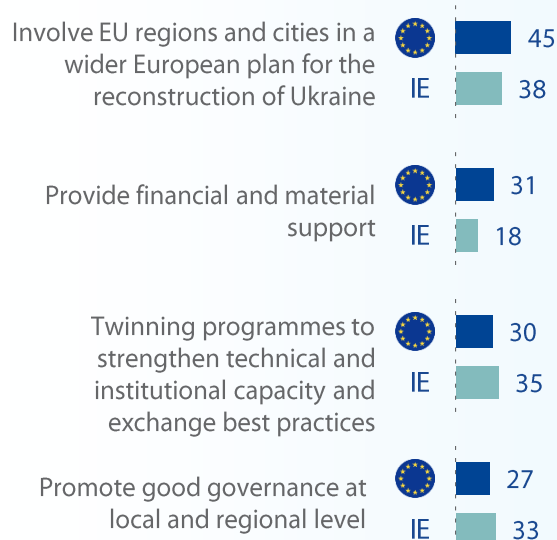 Involve EU regions and cities in a
wider European plan for the
reconstruction of Ukraine
45
IE 38
Provide financial and material
support
31
IE 18
Twinning programmes to
strengthen technical and
institutional capacity and
exchange best practices
30
IE 35
Promote good governance at
local and regional level
27
IE 33